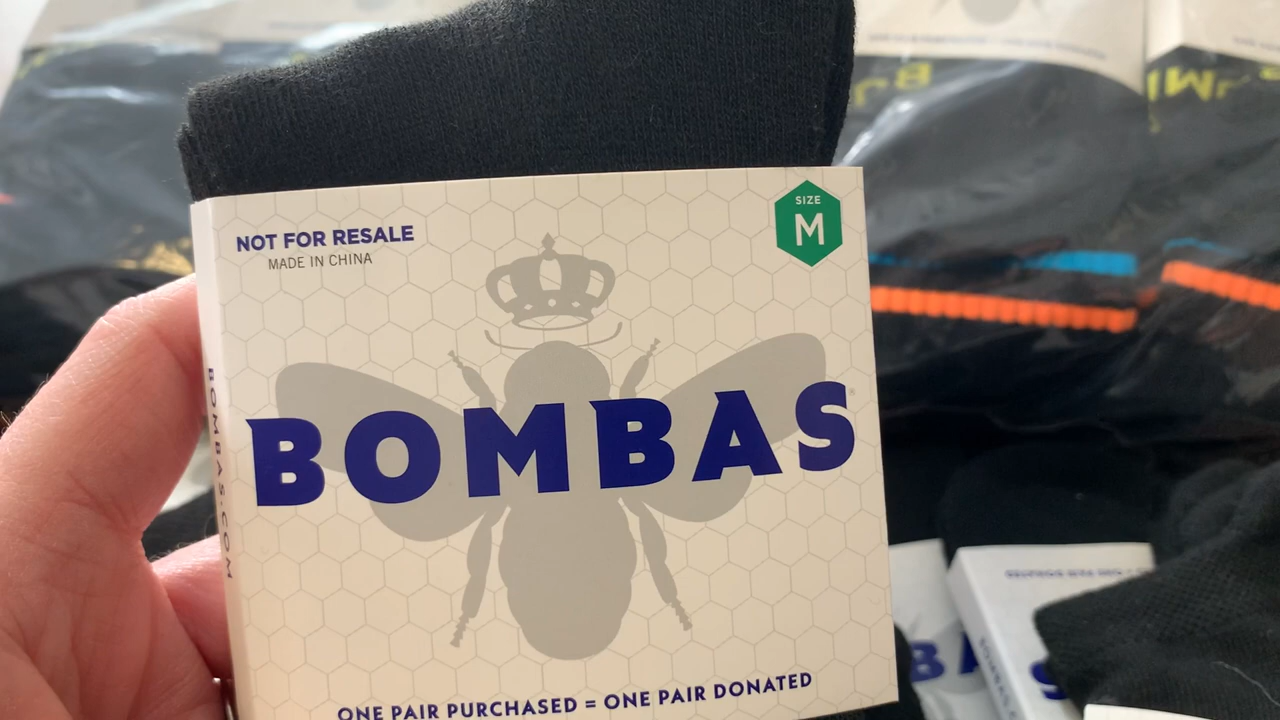 NOT FOR RESALE
MADE IN CHINA
SIZE
M
BOMBAS
ONE PAIR PURCHASED = ONE PAIR DONATED
BOMBAS.COM